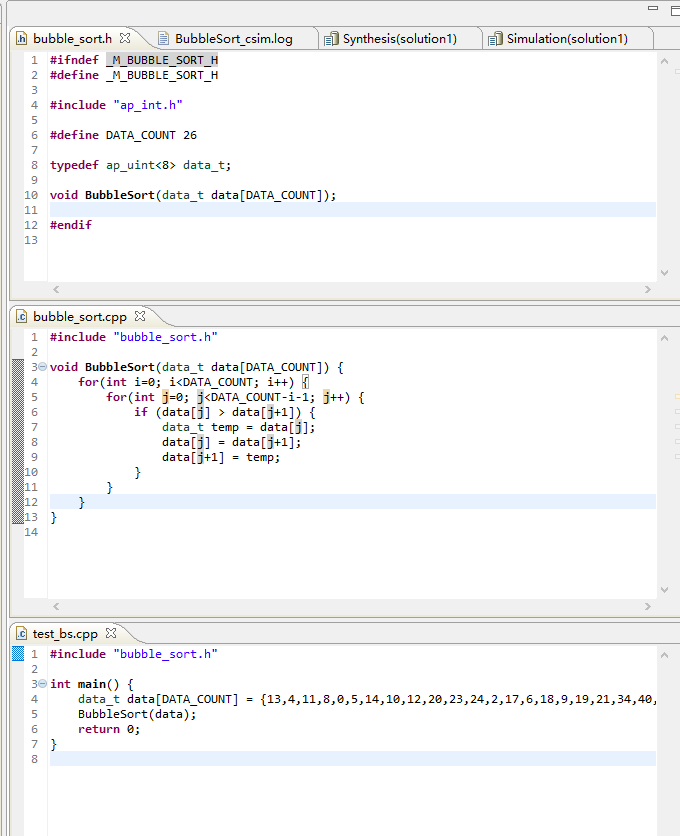 bubble_sort.h BubbleSort_csim.log Synthesis(solution1) Simulation(solution1)
1 #ifndef _M_BUBBLE_SORT_H
2 #define _M_BUBBLE_SORT_H
3
4 #include "ap_int.h"
5
6 #define DATA_COUNT 26
7
8 typedef ap_uint<8> data_t;
9
10 void BubbleSort(data_t data[DATA_COUNT]);
11
12 #endif
13
bubble_sort.cpp
1 #include "bubble_sort.h"
2
3 void BubbleSort(data_t data[DATA_COUNT]) {
4     for(int i=0; i<DATA_COUNT; i++) {
5         for(int j=0; j<DATA_COUNT-i-1; j++) {
6             if (data[j] > data[j+1]) {
7                 data_t temp = data[j];
8                 data[j] = data[j+1];
9                 data[j+1] = temp;
10             }
11         }
12     }
13 }
14
test_bs.cpp
1 #include "bubble_sort.h"
2
3 int main() {
4     data_t data[DATA_COUNT] = {13,4,11,8,0,5,14,10,12,20,23,24,2,17,6,18,9,19,21,34,40,
5     BubbleSort(data);
6     return 0;
7 }
8